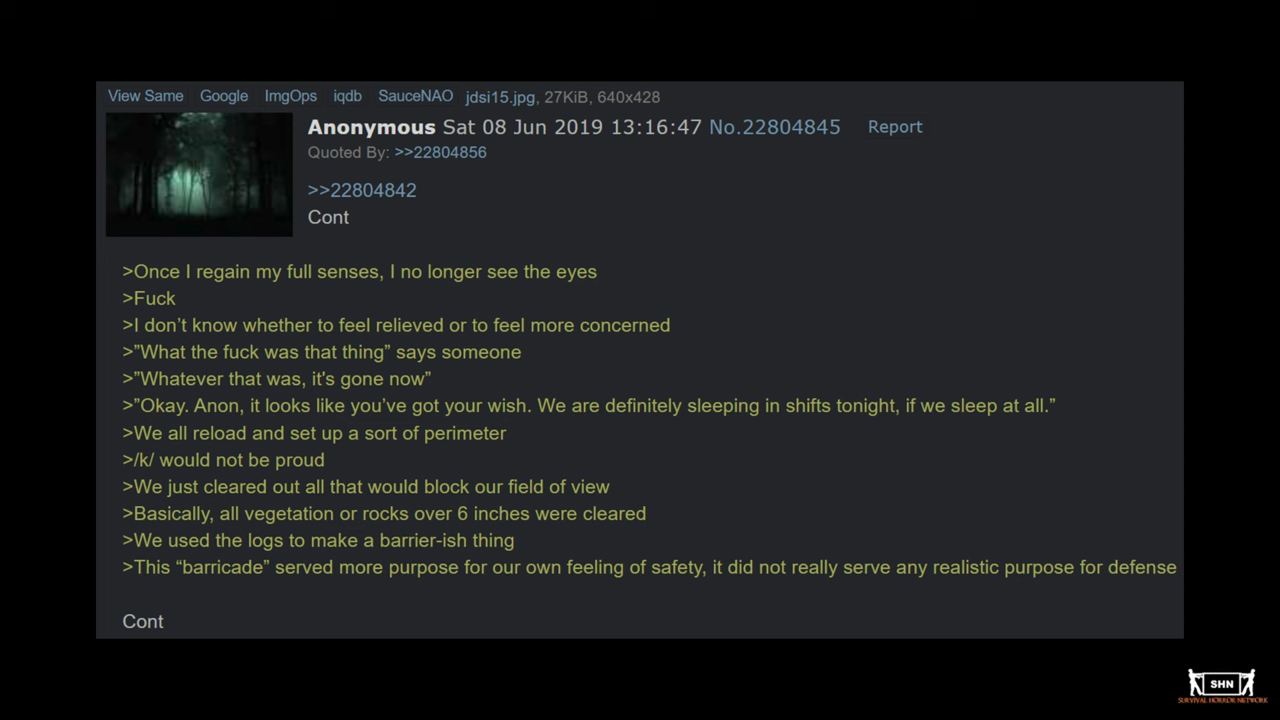 View Same Google ImgOps iqdb SauceNAO jdsi15.jpg, 27KiB, 640x428
Anonymous Sat 08 Jun 2019 13:16:47 No.22804845 Report
Quoted By: >>22804856
>>22804842
Cont
>Once I regain my full senses, I no longer see the eyes
>Fuck
>I don’t know whether to feel relieved or to feel more concerned
>”What the fuck was that thing” says someone
>”Whatever that was, it's gone now”
>”Okay. Anon, it looks like you’ve got your wish. We are definitely sleeping in shifts tonight, if we sleep at all.”
>We all reload and set up a sort of perimeter
>/k/ would not be proud
>We just cleared out all that would block our field of view
>Basically, all vegetation or rocks over 6 inches were cleared
>We used the logs to make a barrier-ish thing
>This “barricade” served more purpose for our own feeling of safety, it did not really serve any realistic purpose for defense
Cont
SHN
SURVIVAL HORROR NETWORK